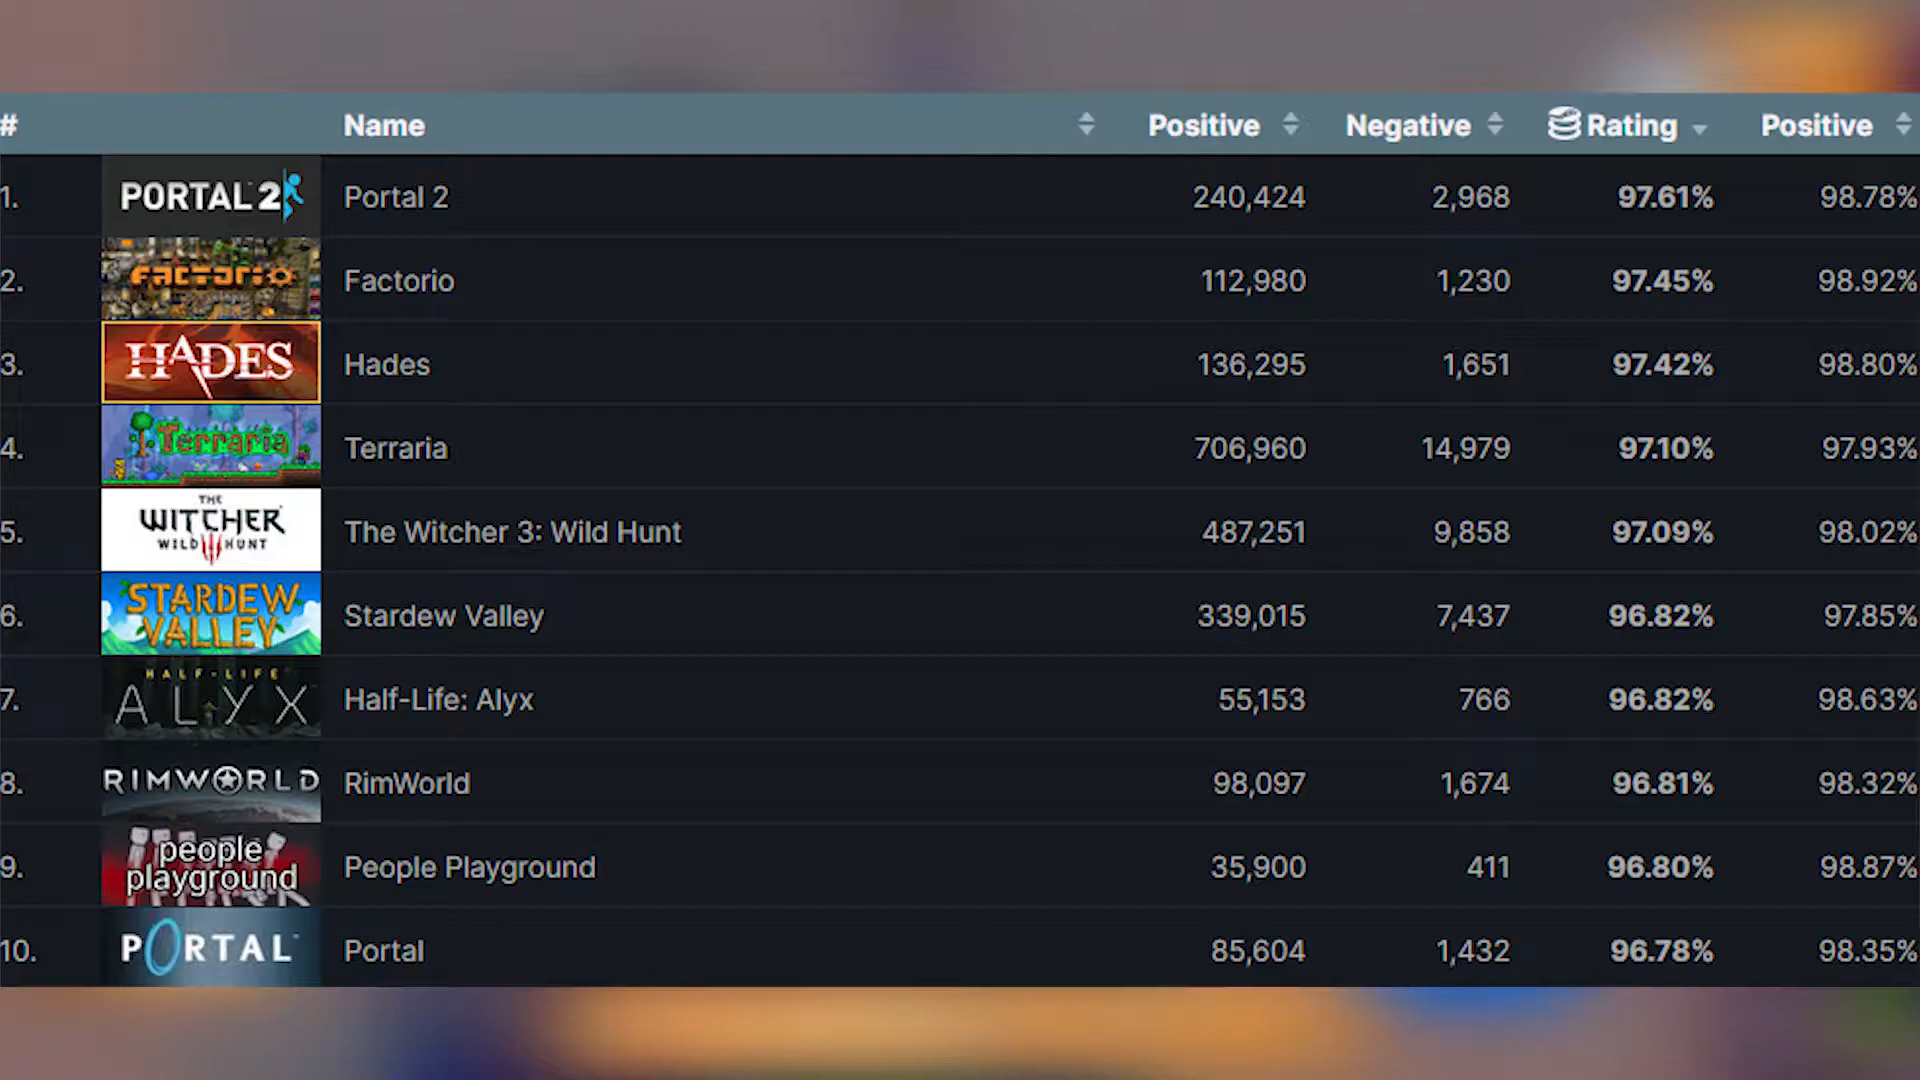 # Name Positive Negative Rating Positive
1. PORTAL 2 Portal 2 240,424 2,968 97.61% 98.78%
2. FACTORIO Factorio 112,980 1,230 97.45% 98.92%
3. HADES Hades 136,295 1,651 97.42% 98.80%
4. Terraria Terraria 706,960 14,979 97.10% 97.93%
5. THE WITCHER WILD HUNT The Witcher 3: Wild Hunt 487,251 9,858 97.09% 98.02%
6. STARDEW VALLEY Stardew Valley 339,015 7,437 96.82% 97.85%
7. HALF-LIFE ALYX Half-Life: Alyx 55,153 766 96.82% 98.63%
8. RIMWORLD RimWorld 98,097 1,674 96.81% 98.32%
9. people playground People Playground 35,900 411 96.80% 98.87%
10. PORTAL Portal 85,604 1,432 96.78% 98.35%